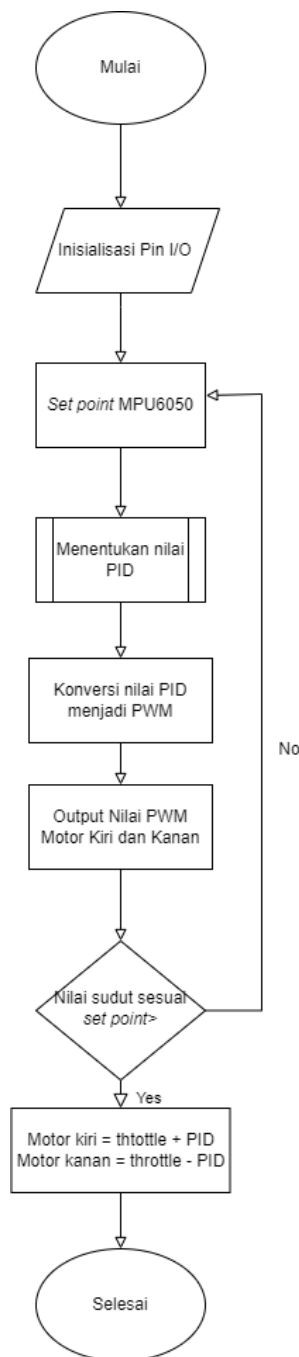 Mulai
Inisialisasi Pin I/O
Set point MPU6050
Menentukan nilai
PID
Konversi nilai PID
menjadi PWM
No
Output Nilai PWM
Motor Kiri dan Kanan
Nilai sudut sesuai
set point>
Yes
Motor kiri = thtottle + PID
Motor kanan = throttle - PID
Selesai